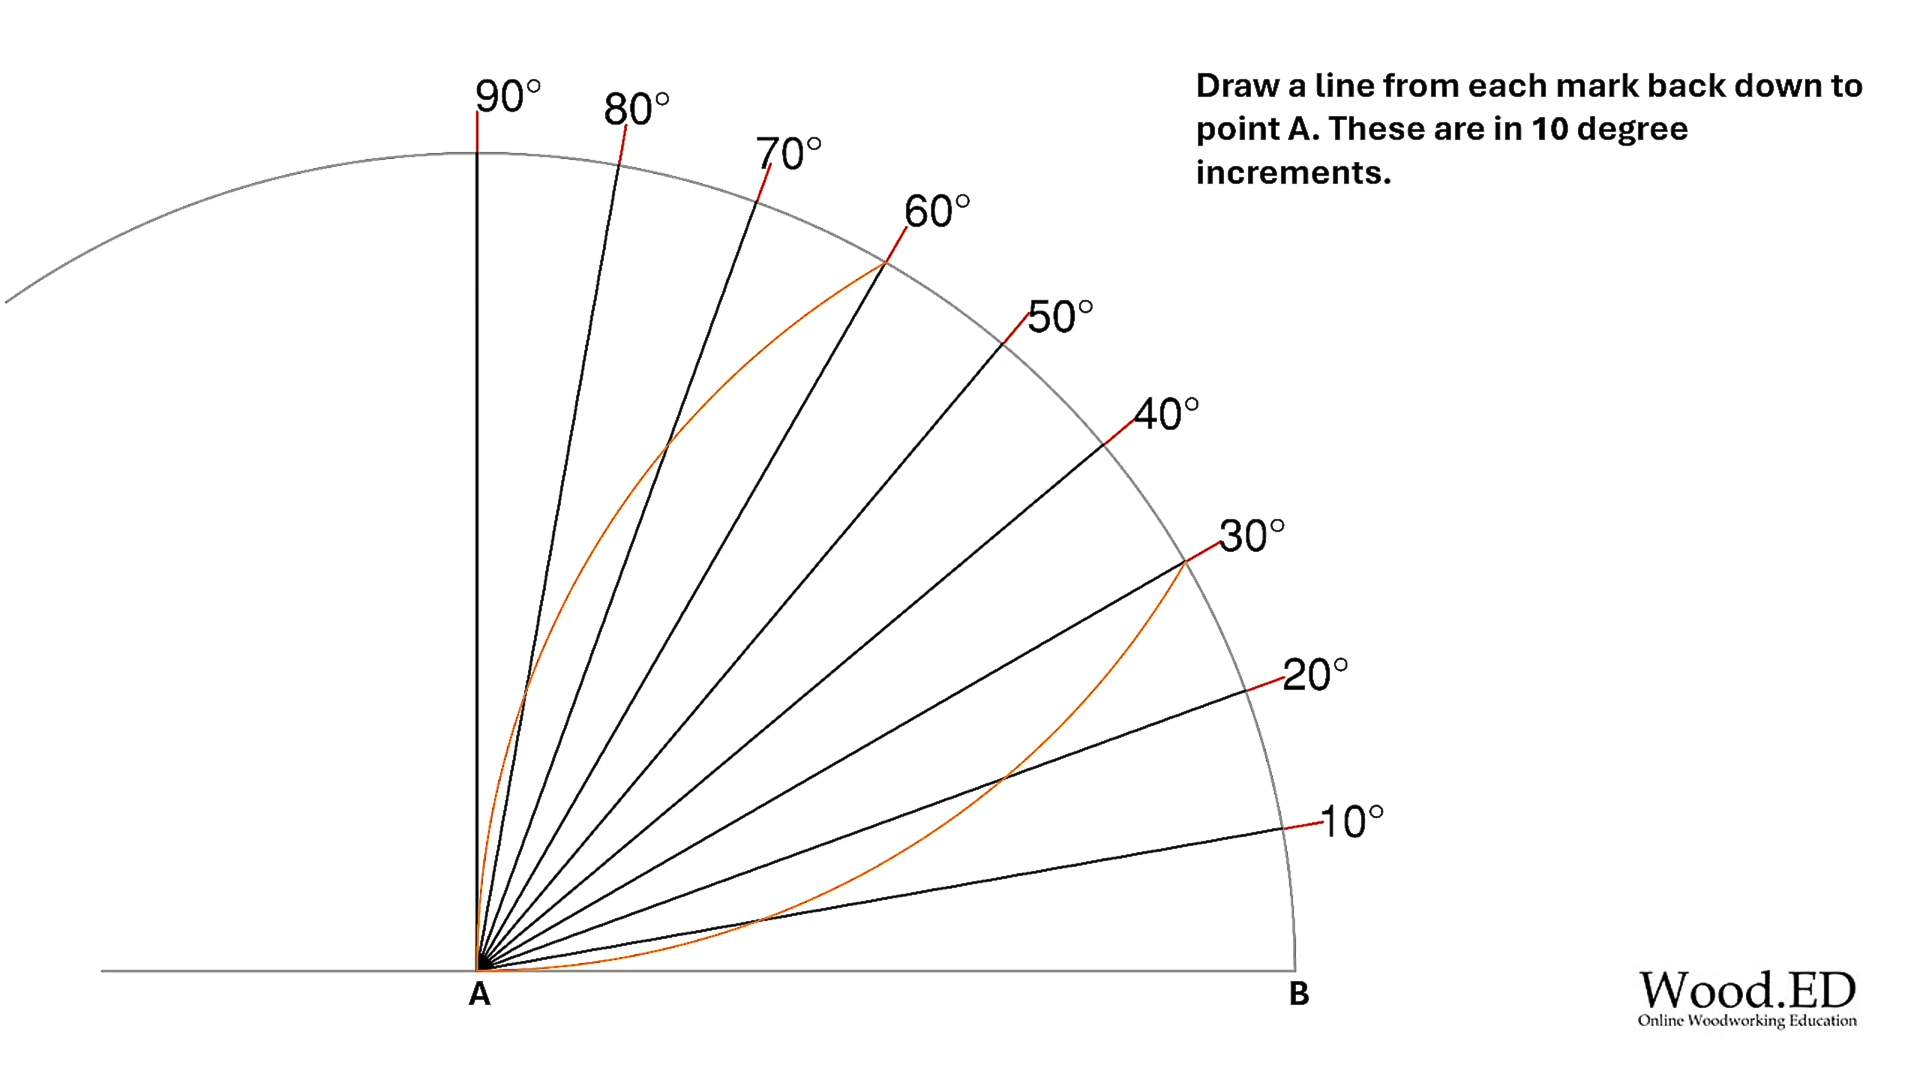 Draw a line from each mark back down to
point A. These are in 10 degree
increments.
90°
80°
70°
60°
50°
40°
30°
20°
10°
A
B
Wood.ED
Online Woodworking Education